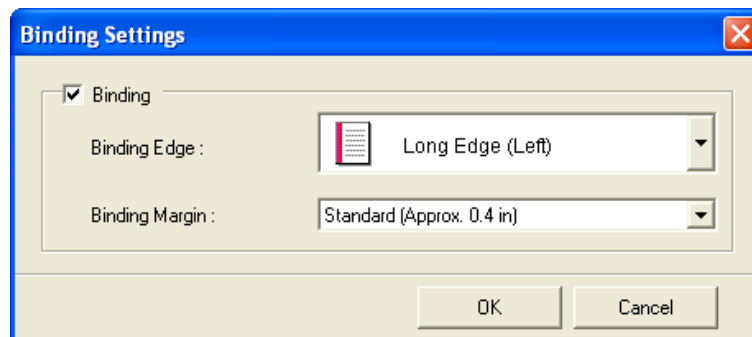 Binding Settings
Binding
Binding Edge :
Long Edge (Left)
Binding Margin :
Standard (Approx. 0.4 in)
OK
Cancel